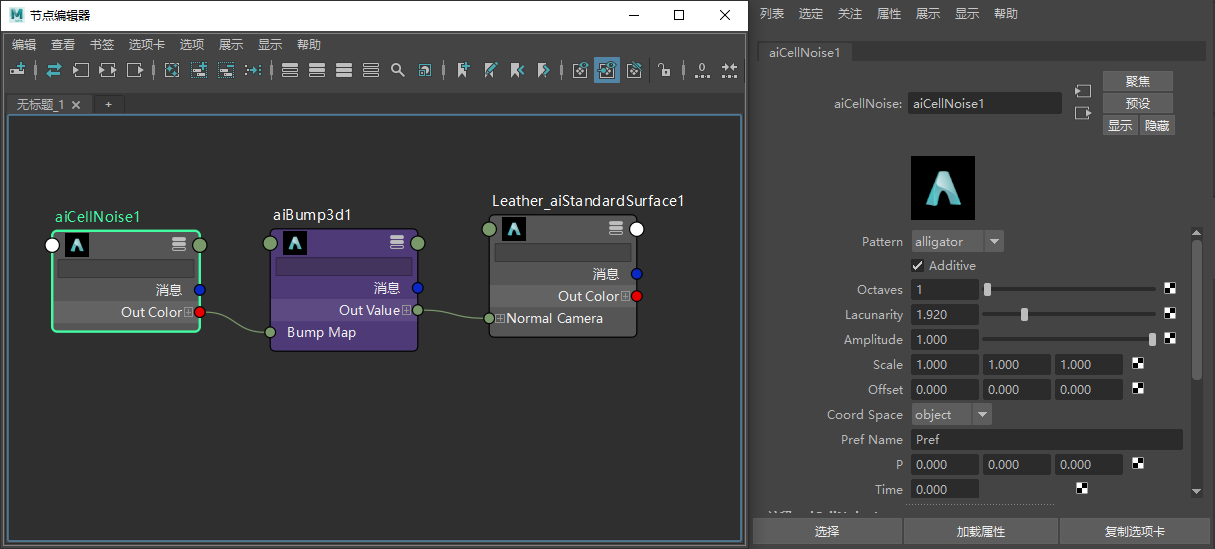 节点编辑器
编辑 查看 书签 选项卡 选项 展示 显示 帮助
无标题_1
aiCellNoise1
消息
Out Color
aiBump3d1
消息
Out Value
Bump Map
Leather_aiStandardSurface1
消息
Out Color
Normal Camera
列表 选定 关注 属性 展示 显示 帮助
aiCellNoise1
aiCellNoise: aiCellNoise1
聚焦
预设
显示 隐藏
Pattern alligator
Additive
Octaves 1
Lacunarity 1.920
Amplitude 1.000
Scale 1.000 1.000 1.000
Offset 0.000 0.000 0.000
Coord Space object
Pref Name Pref
P 0.000 0.000 0.000
Time 0.000
选择 加载属性 复制选项卡